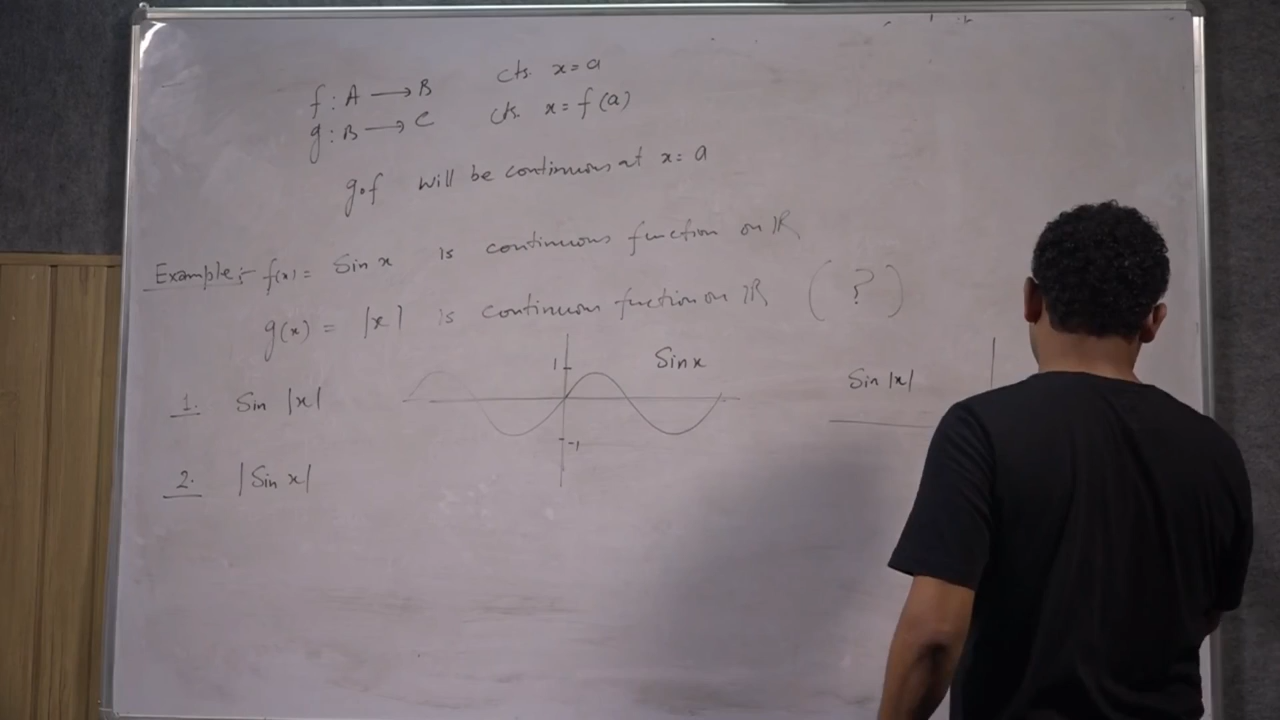 f : A → B cts. x = a
g : B → C cts. x = f(a)
gof will be continuous at x = a
Example:- f(x) = Sin x is continuous function on ℝ
g(x) = |x| is continuous function on ℝ (?)
1. Sin |x|
1
Sin x
Sin |x|
-1
2. |Sin x|